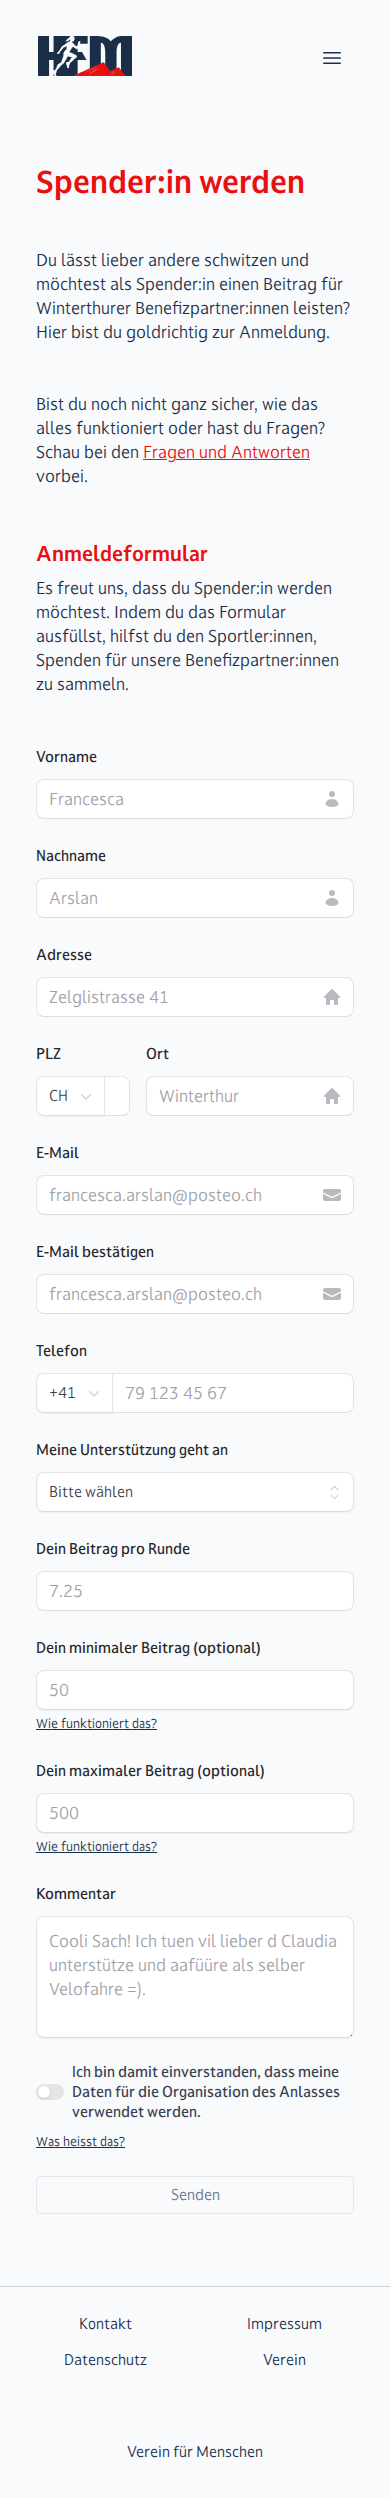 HFM
Spender:in werden
Du lässt lieber andere schwitzen und
möchtest als Spender:in einen Beitrag für
Winterthurer Benefizpartner:innen leisten?
Hier bist du goldrichtig zur Anmeldung.
Bist du noch nicht ganz sicher, wie das
alles funktioniert oder hast du Fragen?
Schau bei den Fragen und Antworten
vorbei.
Anmeldeformular
Es freut uns, dass du Spender:in werden
möchtest. Indem du das Formular
ausfüllst, hilfst du den Sportler:innen,
Spenden für unsere Benefizpartner:innen
zu sammeln.
Vorname
Francesca
Nachname
Arslan
Adresse
Zelglistrasse 41
PLZ Ort
CH Winterthur
E-Mail
francesca.arslan@posteo.ch
E-Mail bestätigen
francesca.arslan@posteo.ch
Telefon
+41 79 123 45 67
Meine Unterstützung geht an
Bitte wählen
Dein Beitrag pro Runde
7.25
Dein minimaler Beitrag (optional)
50
Wie funktioniert das?
Dein maximaler Beitrag (optional)
500
Wie funktioniert das?
Kommentar
Cooli Sach! Ich tuen vil lieber d Claudia
unterstütze und aafüüre als selber
Velofahre =).
Ich bin damit einverstanden, dass meine
Daten für die Organisation des Anlasses
verwendet werden.
Was heisst das?
Senden
Kontakt Impressum
Datenschutz Verein
Verein für Menschen